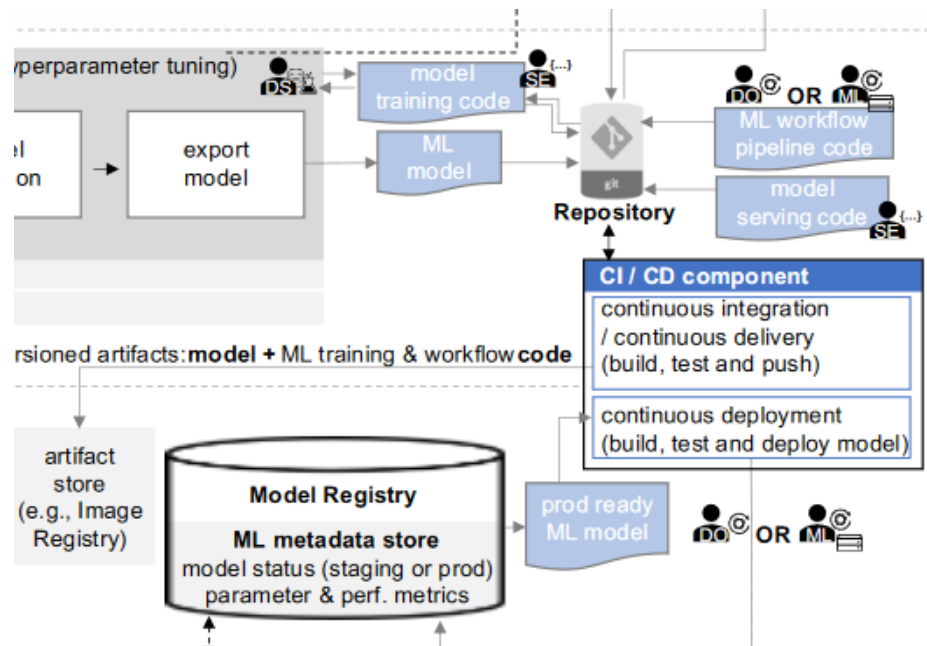 yperparameter tuning)
DS
model
training code
SE
{...}
el
on
export
model
ML
model
git
Repository
DO
OR
ML
ML workflow
pipeline code
model
serving code
SE
{...}
CI / CD component
continuous integration
/ continuous delivery
(build, test and push)
continuous deployment
(build, test and deploy model)
rsioned artifacts: model + ML training & workflow code
artifact
store
(e.g., Image
Registry)
Model Registry
ML metadata store
model status (staging or prod)
parameter & perf. metrics
prod ready
ML model
DO
OR
ML